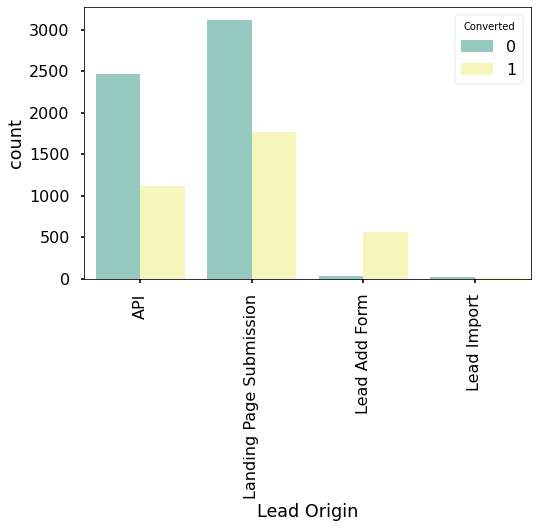 Converted
0
1
3000
2500
2000
1500
1000
500
0
count
API
Landing Page Submission
Lead Add Form
Lead Import
Lead Origin